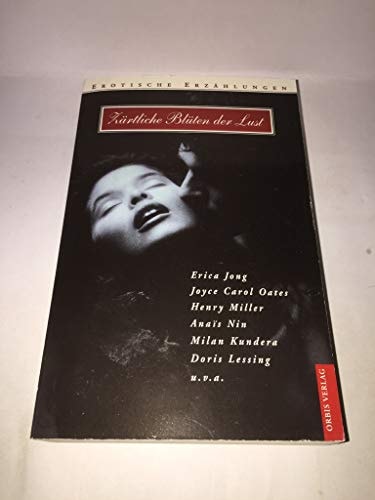 EROTISCHE ERZÄHLUNGEN
Zärtliche Blüten der Lust
Erica Jong
Joyce Carol Oates
Henry Miller
Anaïs Nin
Milan Kundera
Doris Lessing
u.v.a.
ORBIS VERLAG